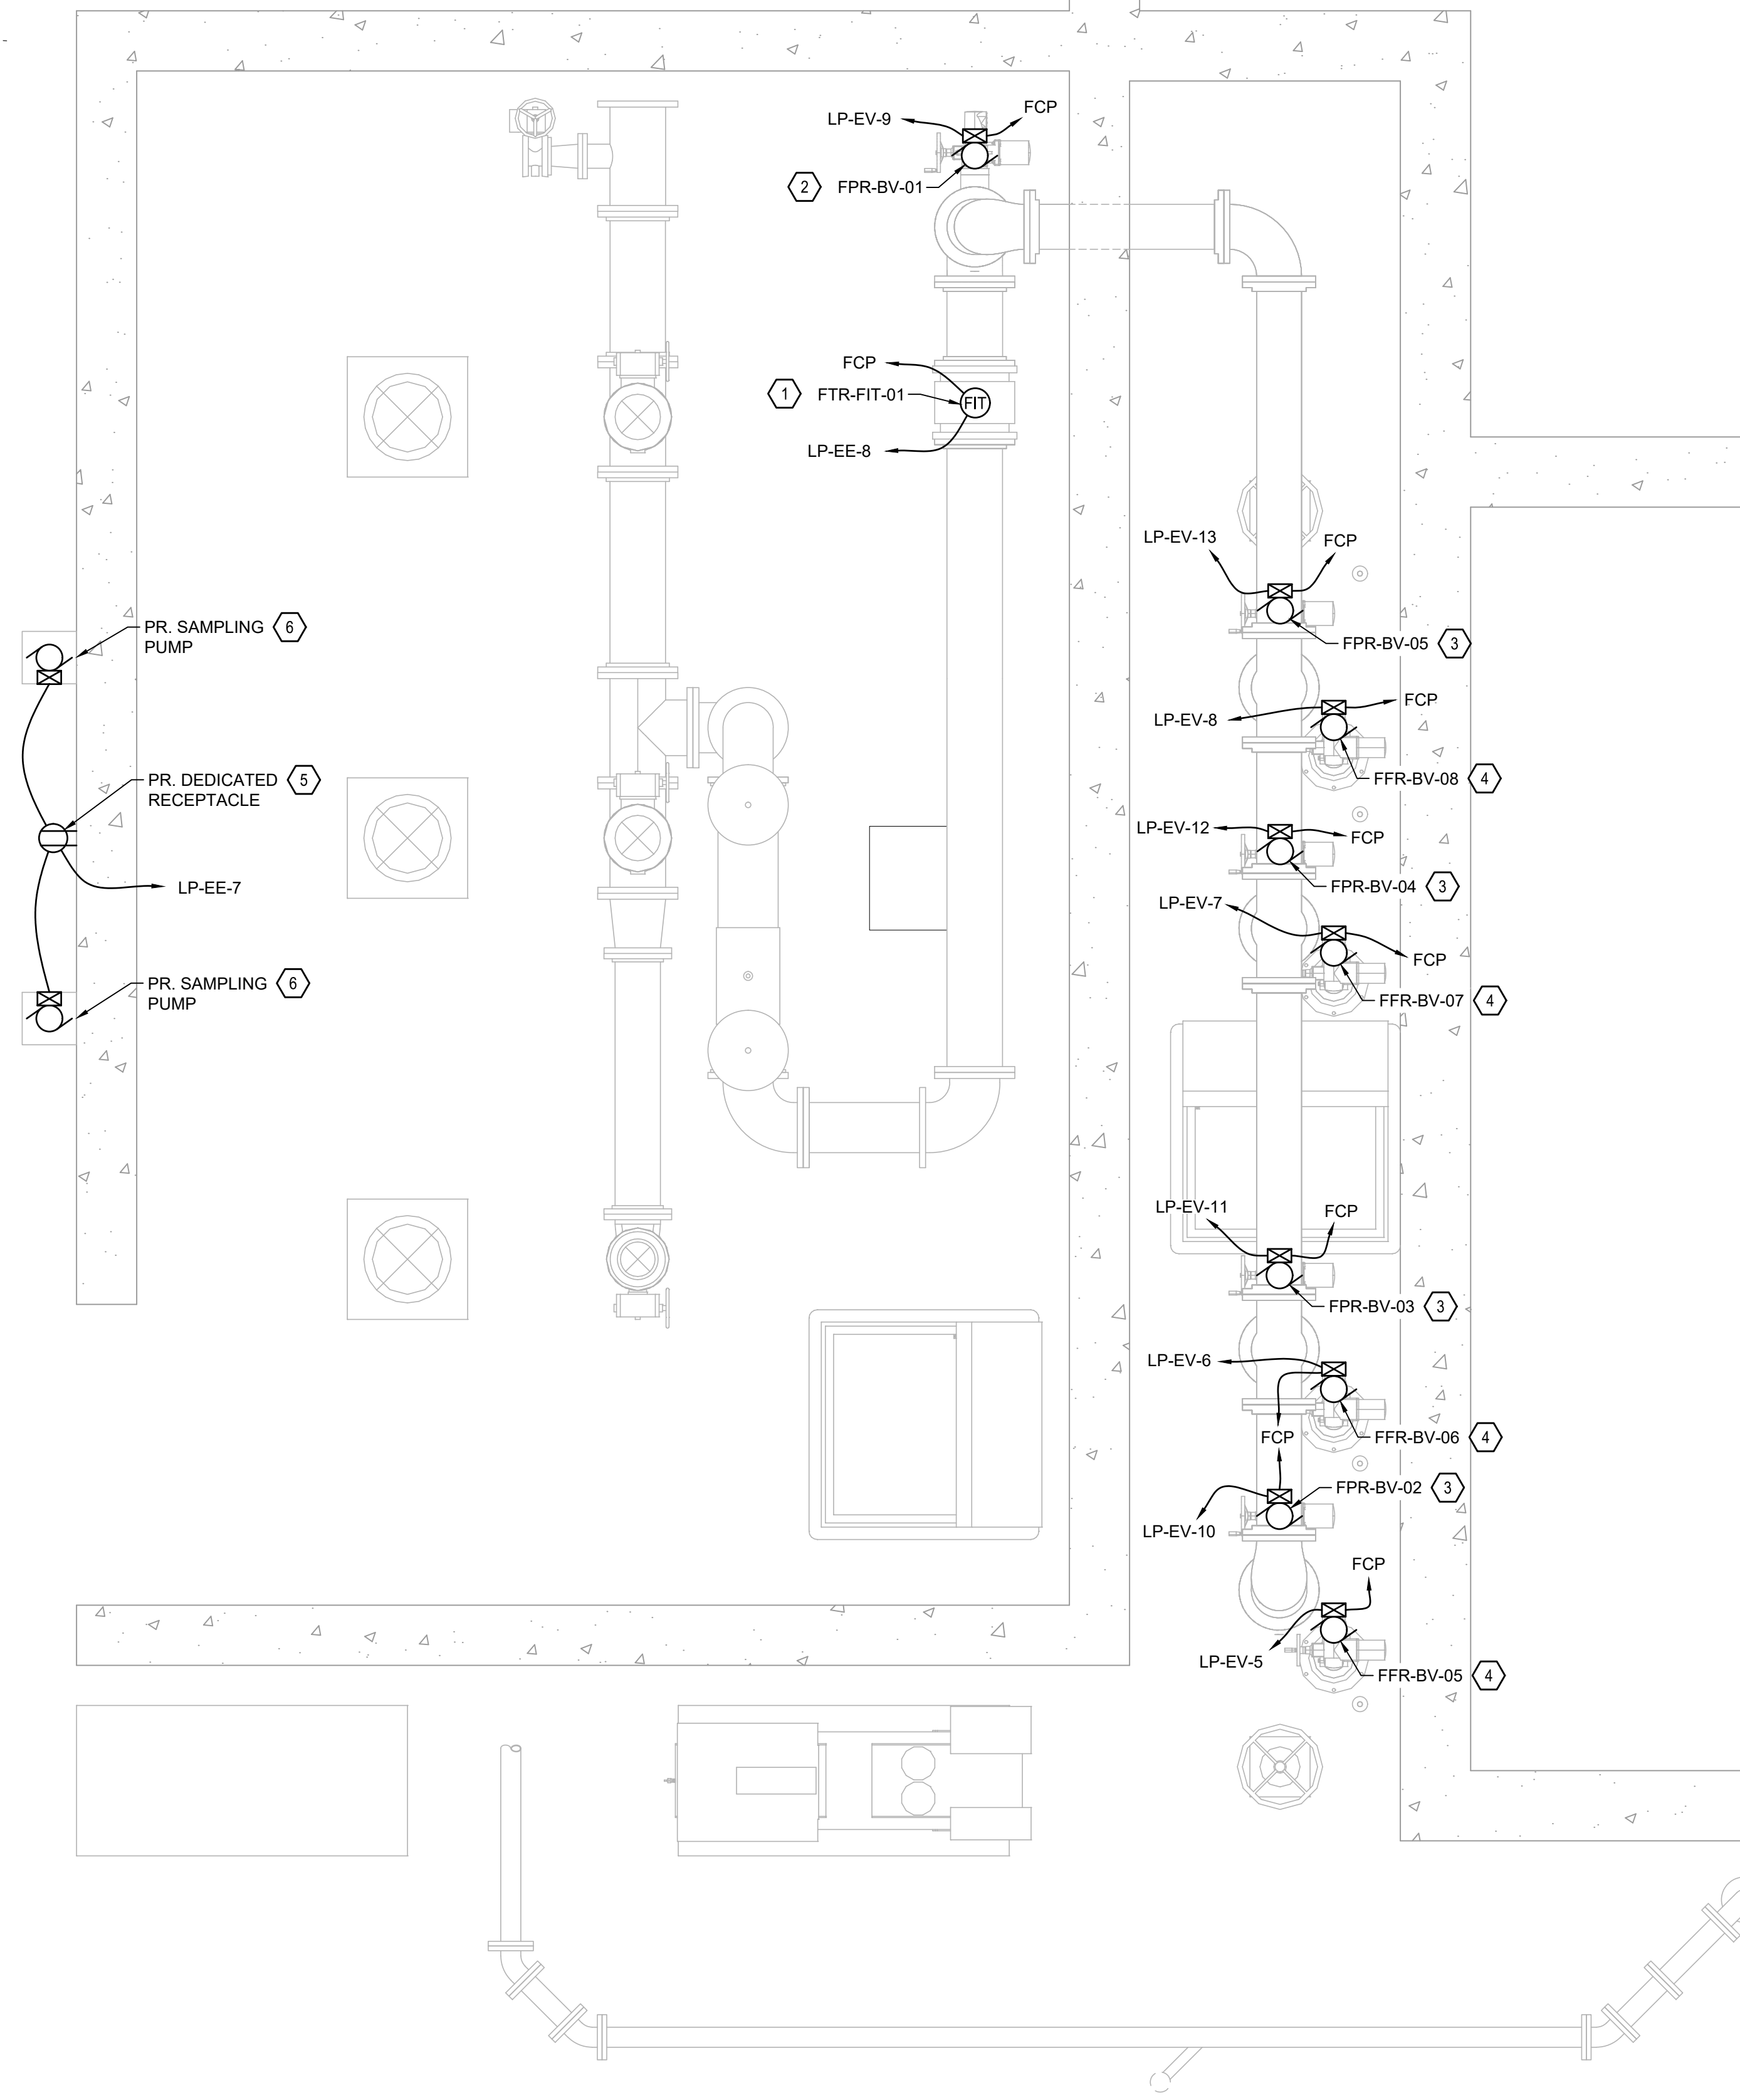 LP-EV-9
FCP
2
FPR-BV-01
FCP
1
FTR-FIT-01
FIT
LP-EE-8
LP-EV-13
FCP
PR. SAMPLING
PUMP
6
FPR-BV-05
3
LP-EV-8
FCP
PR. DEDICATED
RECEPTACLE
5
FFR-BV-08
4
LP-EV-12
FCP
LP-EE-7
FPR-BV-04
3
LP-EV-7
FCP
PR. SAMPLING
PUMP
6
FFR-BV-07
4
LP-EV-11
FCP
FPR-BV-03
3
LP-EV-6
FCP
FFR-BV-06
4
FPR-BV-02
3
LP-EV-10
FCP
LP-EV-5
FFR-BV-05
4